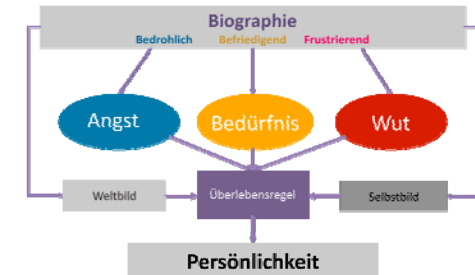 Biographie
Bedrohlich Befriedigend Frustrierend
Angst Bedürfnis Wut
Weltbild Überlebensregel Selbstbild
Persönlichkeit